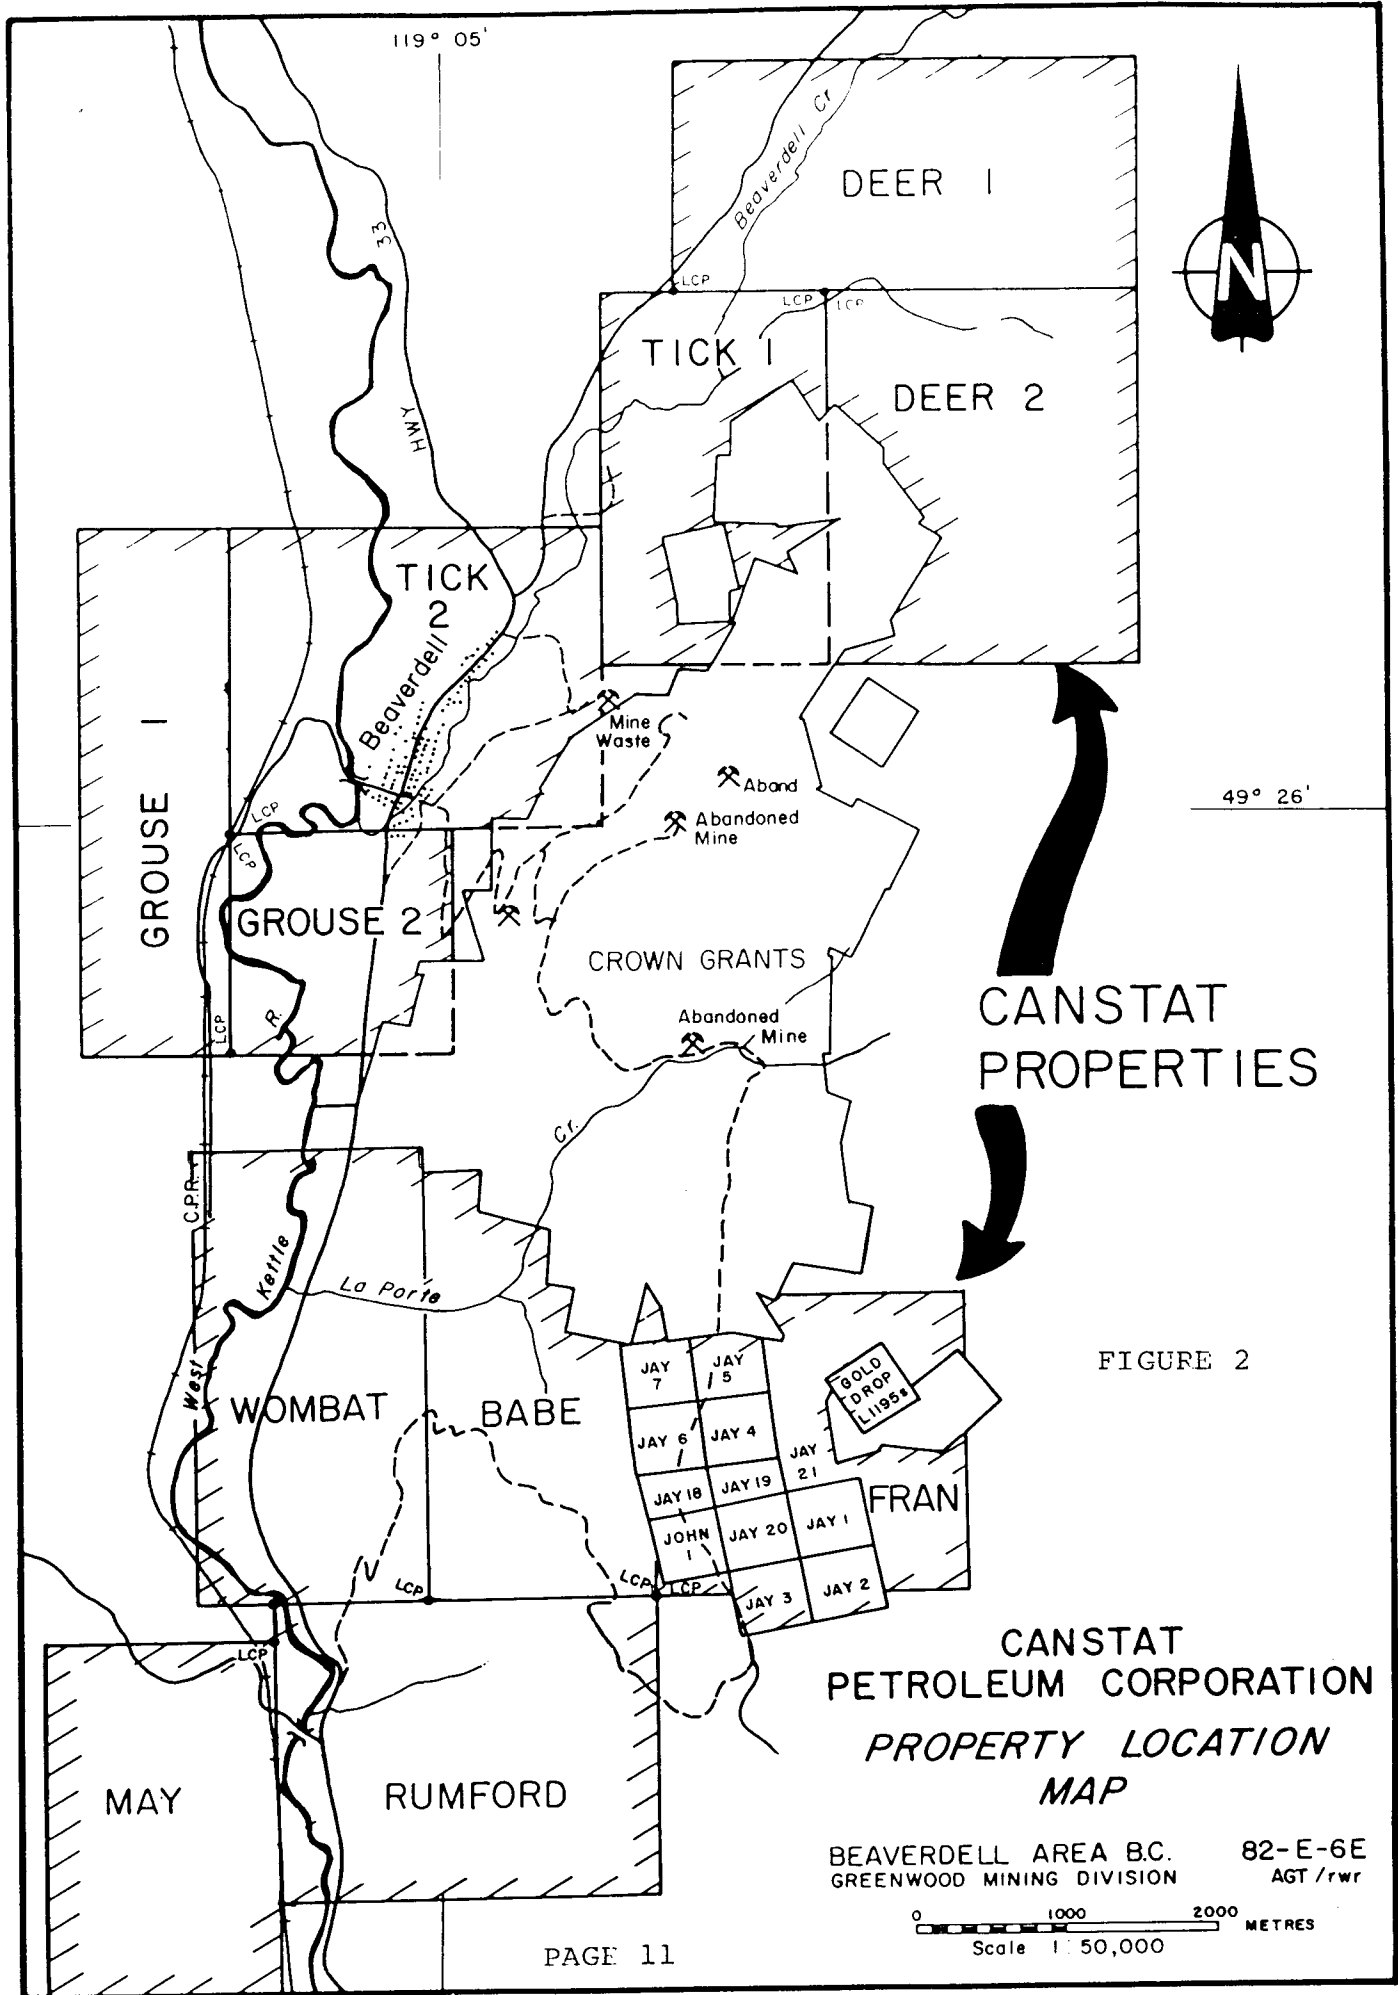 119° 05'
Beaverdell Cr
DEER 1
33
HWY
N
LCP
LCP
LCP
TICK 1
DEER 2
TICK
2
Beaverdell
Mine
Waste
Aband
Abandoned
Mine
49° 26'
GROUSE 1
LCP
LCP
GROUSE 2
LCP
R.
CROWN GRANTS
Abandoned
Mine
CANSTAT
PROPERTIES
Cr.
C.P.R.
Kettle
La Porte
West
WOMBAT
BABE
JAY
7
JAY
5
JAY 6
JAY 4
JAY 18
JAY 19
JAY
21
JOHN
1
JAY 20
JAY 1
JAY 3
JAY 2
GOLD
DROP
L1195s
FRAN
FIGURE 2
LCP
LCP
LCP
LCP
MAY
RUMFORD
CANSTAT
PETROLEUM CORPORATION
PROPERTY LOCATION
MAP
BEAVERDELL AREA B.C. 82-E-6E
GREENWOOD MINING DIVISION AGT/rwr
0 1000 2000 METRES
Scale 1:50,000
PAGE 11